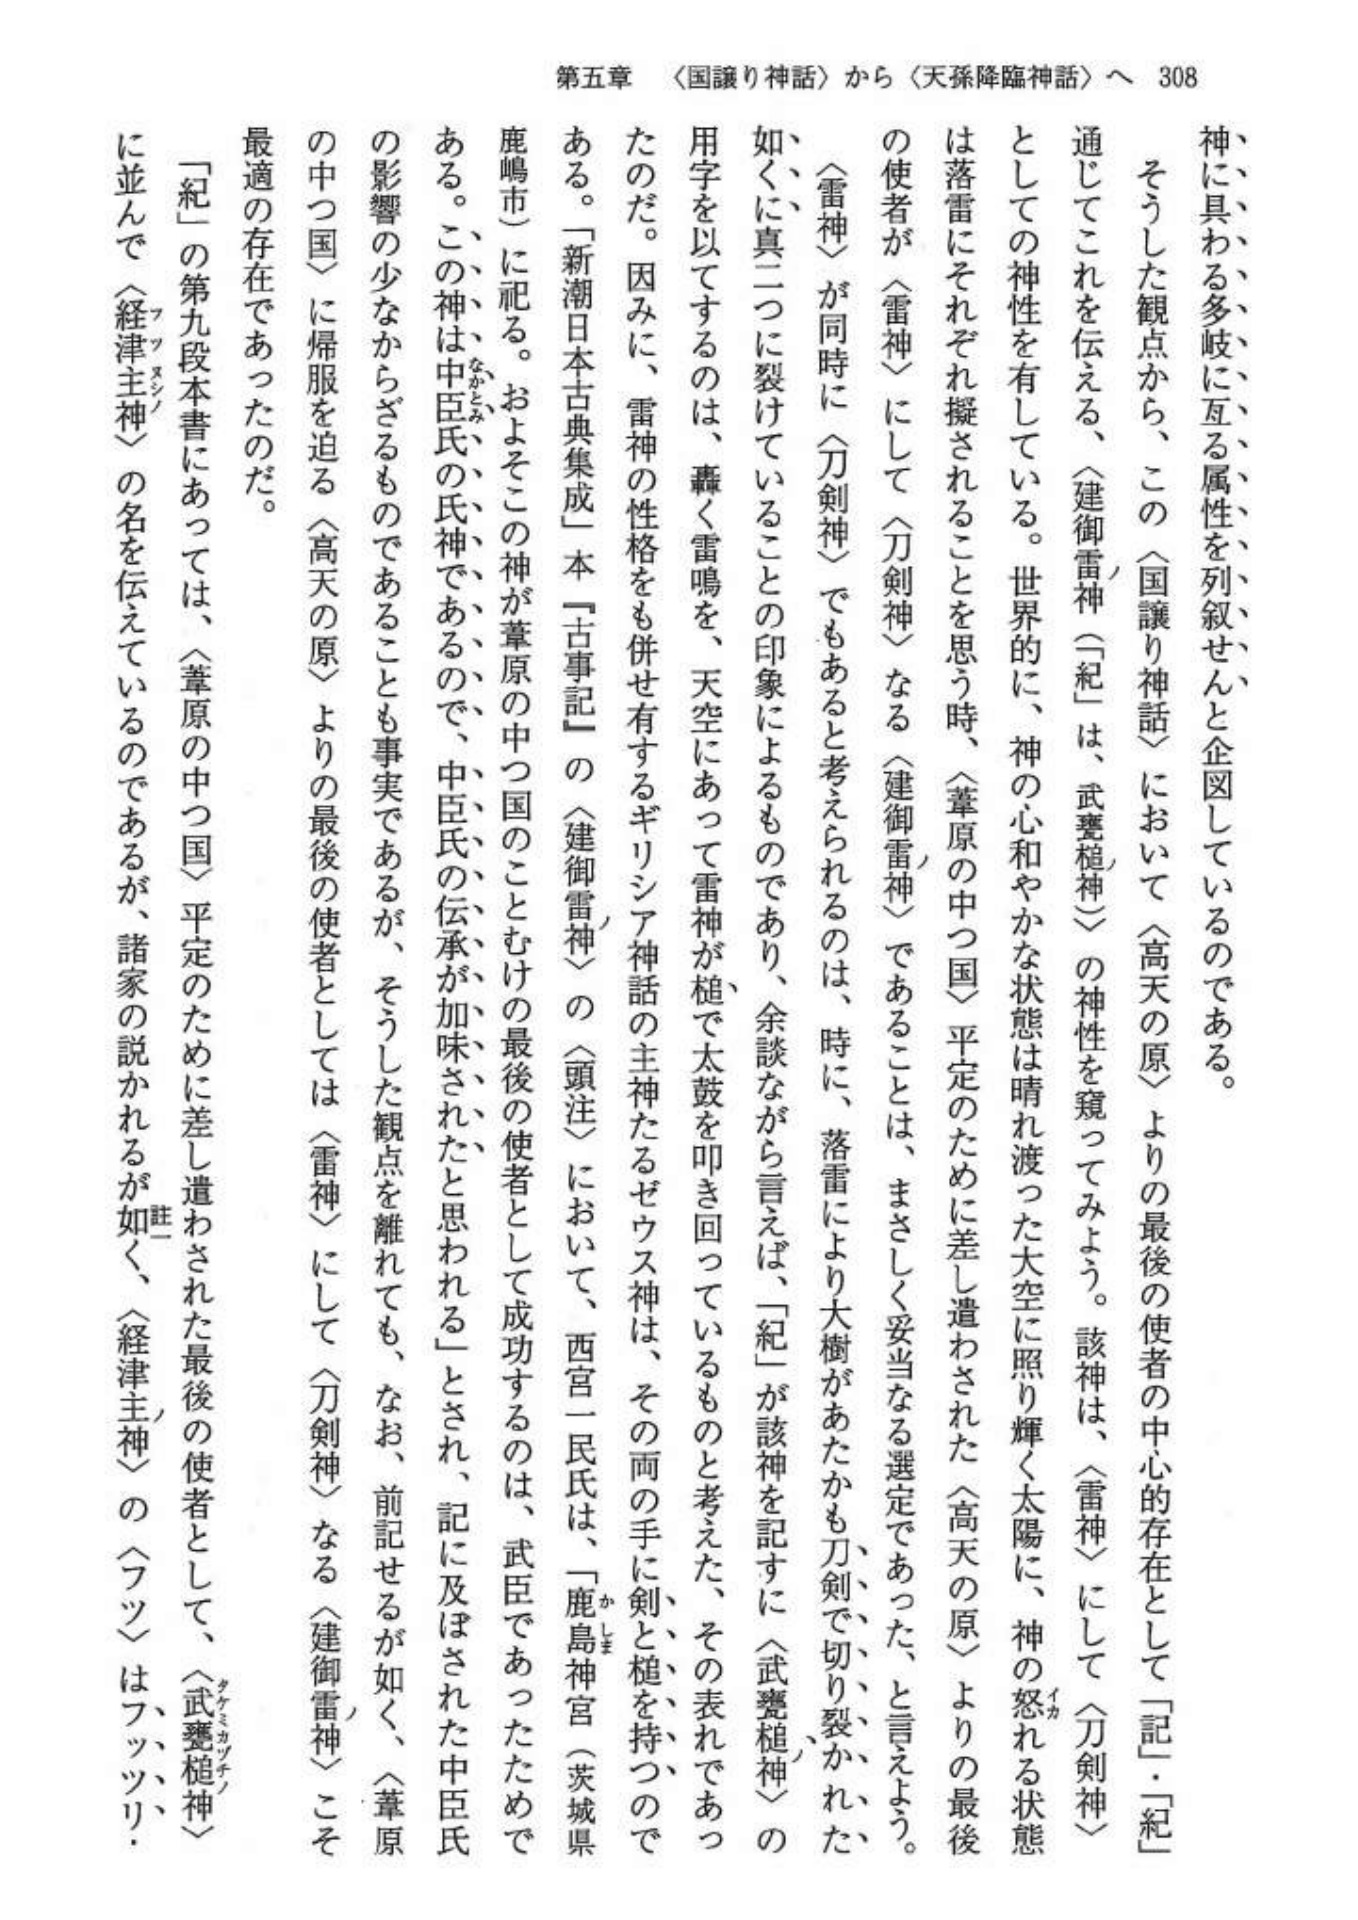 第五章　〈国譲り神話〉から〈天孫降臨神話〉へ　308
神に具わる多岐に亙る属性を列叙せんと企図しているのである。
　そうした観点から、この〈国譲り神話〉において〈高天の原〉よりの最後の使者の中心的存在として「記」・「紀」
通じてこれを伝える、〈建御雷ノ神（「紀」は、武甕槌ノ神）〉の神性を窺ってみよう。該神は、〈雷神〉にして〈刀剣神〉
としての神性を有している。世界的に、神の心和やかな状態は晴れ渡った大空に照り輝く太陽に、神の怒イカれる状態
は落雷にそれぞれ擬されることを思う時、〈葦原の中つ国〉平定のために差し遣わされた〈高天の原〉よりの最後
の使者が〈雷神〉にして〈刀剣神〉なる〈建御雷ノ神〉であることは、まさしく妥当なる選定であった、と言えよう。
　〈雷神〉が同時に〈刀剣神〉でもあると考えられるのは、時に、落雷により大樹があたかも刀剣で切り裂かれた
如くに真二つに裂けていることの印象によるものであり、余談ながら言えば、「紀」が該神を記すに〈武甕槌ノ神〉の
用字を以てするのは、轟く雷鳴を、天空にあって雷神が槌で太鼓を叩き回っているものと考えた、その表れであっ
たのだ。因みに、雷神の性格をも併せ有するギリシア神話の主神たるゼウス神は、その両の手に剣と槌を持つので
ある。「新潮日本古典集成」本『古事記』の〈建御雷ノ神〉の〈頭注〉において、西宮一民氏は、「鹿島かしま神宮（茨城県
鹿嶋市）に祀る。およそこの神が葦原の中つ国のことむけの最後の使者として成功するのは、武臣であったためで
ある。この神は中臣なかとみ氏の氏神であるので、中臣氏の伝承が加味されたと思われる」とされ、記に及ぼされた中臣氏
の影響の少なからざるものであることも事実であるが、そうした観点を離れても、なお、前記せるが如く、〈葦原
の中つ国〉に帰服を迫る〈高天の原〉よりの最後の使者としては〈雷神〉にして〈刀剣神〉なる〈建御雷ノ神〉こそ
最適の存在であったのだ。
　「紀」の第九段本書にあっては、〈葦原の中つ国〉平定のために差し遣わされた最後の使者として、〈武甕槌神タケミカヅチノ〉
に並んで〈経津主神フツヌシノ〉の名を伝えているのであるが、諸家の説かれるが如く註一、〈経津主ノ神〉の〈フツ〉はフッツリ・